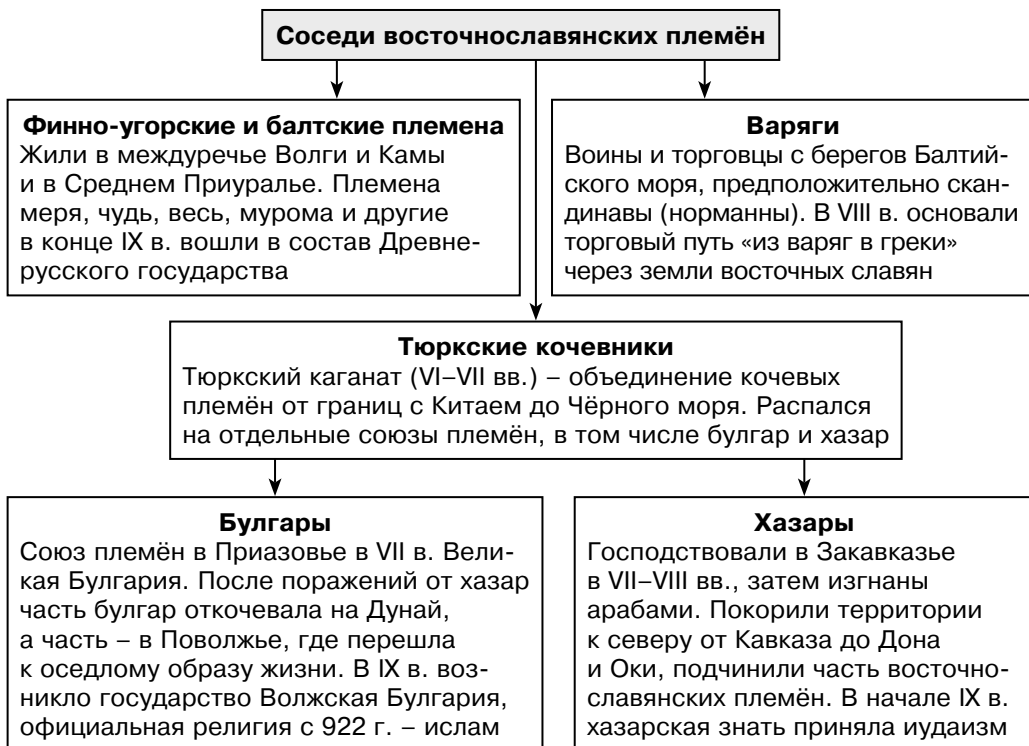 Соседи восточнославянских племён
Финно-угорские и балтские племена
Жили в междуречье Волги и Камы
и в Среднем Приуралье. Племена
меря, чудь, весь, мурома и другие
в конце IX в. вошли в состав Древне-
русского государства
Варяги
Воины и торговцы с берегов Балтий-
ского моря, предположительно скан-
динавы (норманны). В VIII в. основали
торговый путь «из варяг в греки»
через земли восточных славян
Тюркские кочевники
Тюркский каганат (VI–VII вв.) – объединение кочевых
племён от границ с Китаем до Чёрного моря. Распался
на отдельные союзы племён, в том числе булгар и хазар
Булгары
Союз племён в Приазовье в VII в. Вели-
кая Булгария. После поражений от хазар
часть булгар откочевала на Дунай,
а часть – в Поволжье, где перешла
к оседлому образу жизни. В IX в. воз-
никло государство Волжская Булгария,
официальная религия с 922 г. – ислам
Хазары
Господствовали в Закавказье
в VII–VIII вв., затем изгнаны
арабами. Покорили территории
к северу от Кавказа до Дона
и Оки, подчинили часть восточно-
славянских племён. В начале IX в.
хазарская знать приняла иудаизм